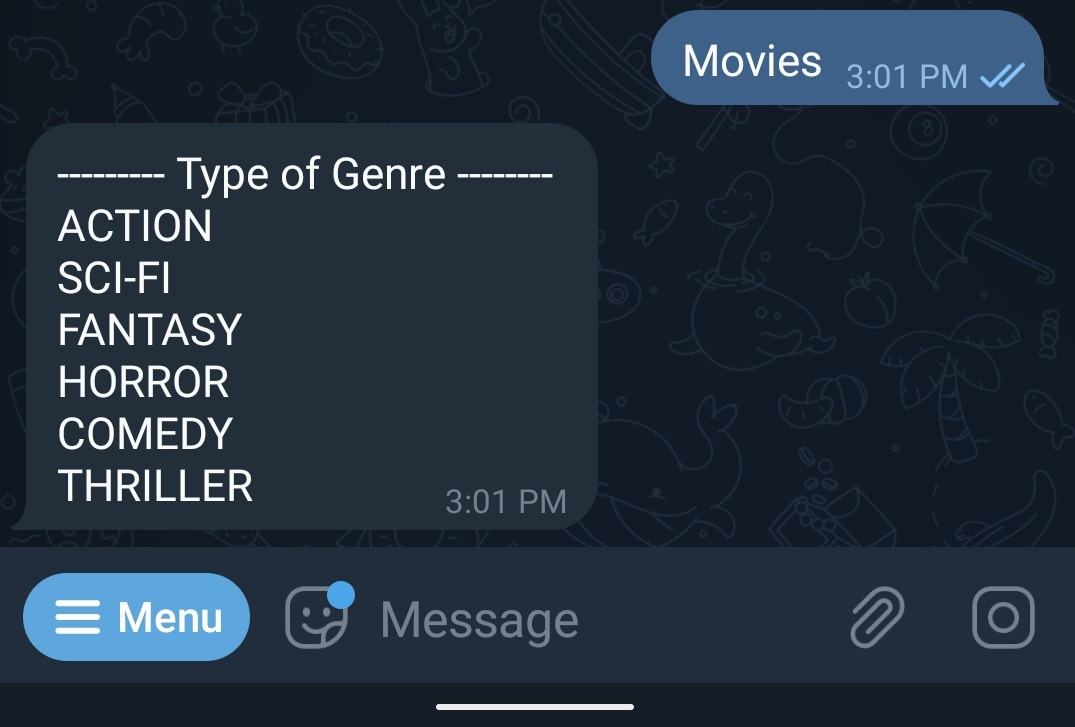 Movies 3:01 PM
--------- Type of Genre --------
ACTION
SCI-FI
FANTASY
HORROR
COMEDY
THRILLER
3:01 PM
Menu Message